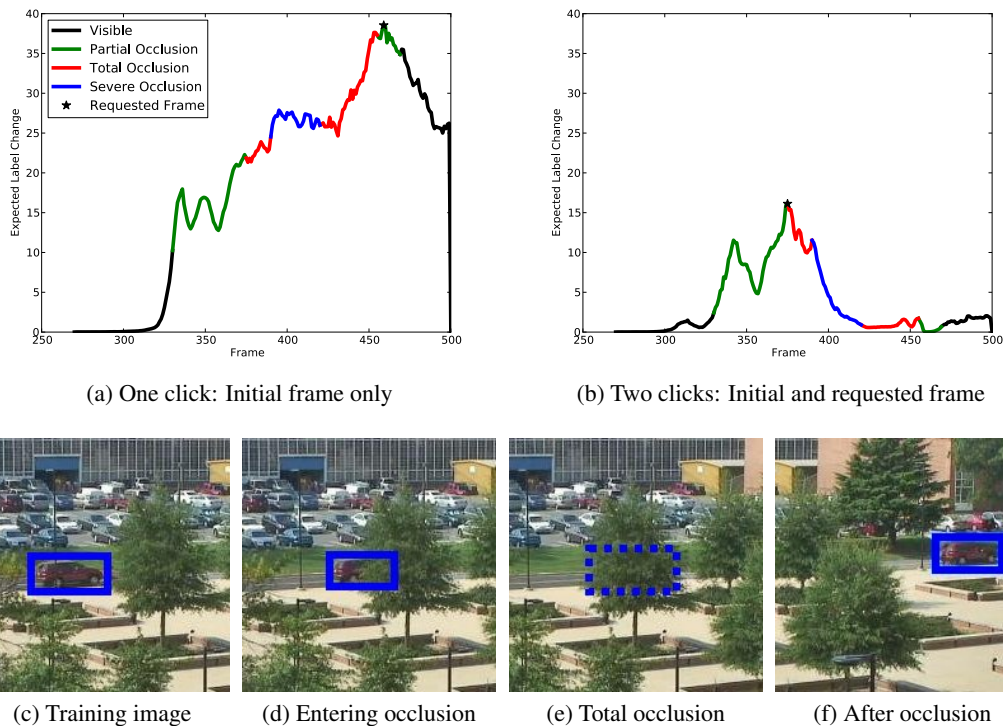 40
35
30
25
20
15
10
5
0
Expected Label Change
250 300 350 400 450 500
Frame
Visible
Partial Occlusion
Total Occlusion
Severe Occlusion
Requested Frame
(a) One click: Initial frame only
40
35
30
25
20
15
10
5
0
Expected Label Change
250 300 350 400 450 500
Frame
(b) Two clicks: Initial and requested frame
(c) Training image
(d) Entering occlusion
(e) Total occlusion
(f) After occlusion